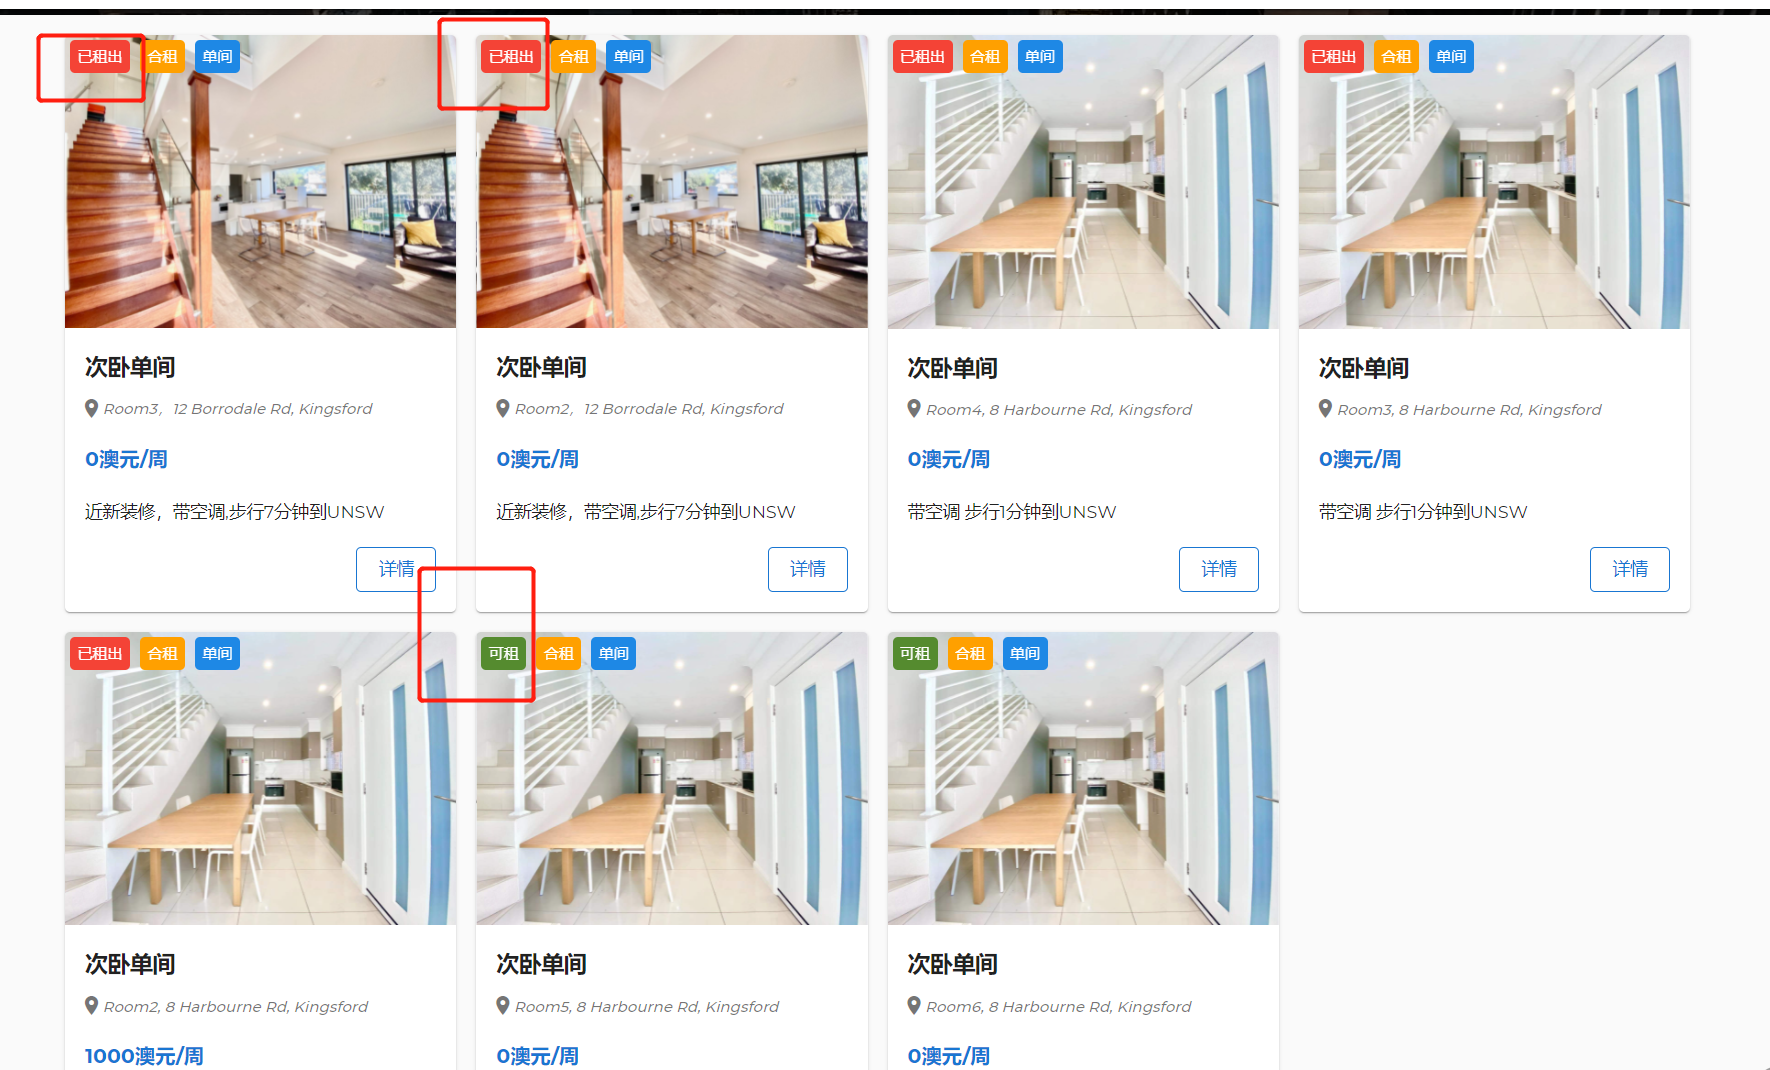 已租出 合租 单间
次卧单间
Room3，12 Borrodale Rd, Kingsford
0澳元/周
近新装修，带空调,步行7分钟到UNSW
详情
已租出 合租 单间
次卧单间
Room2，12 Borrodale Rd, Kingsford
0澳元/周
近新装修，带空调,步行7分钟到UNSW
详情
已租出 合租 单间
次卧单间
Room4, 8 Harbourne Rd, Kingsford
0澳元/周
带空调 步行1分钟到UNSW
详情
已租出 合租 单间
次卧单间
Room3, 8 Harbourne Rd, Kingsford
0澳元/周
带空调 步行1分钟到UNSW
详情
已租出 合租 单间
次卧单间
Room2, 8 Harbourne Rd, Kingsford
1000澳元/周
可租 合租 单间
次卧单间
Room5, 8 Harbourne Rd, Kingsford
0澳元/周
可租 合租 单间
次卧单间
Room6, 8 Harbourne Rd, Kingsford
0澳元/周